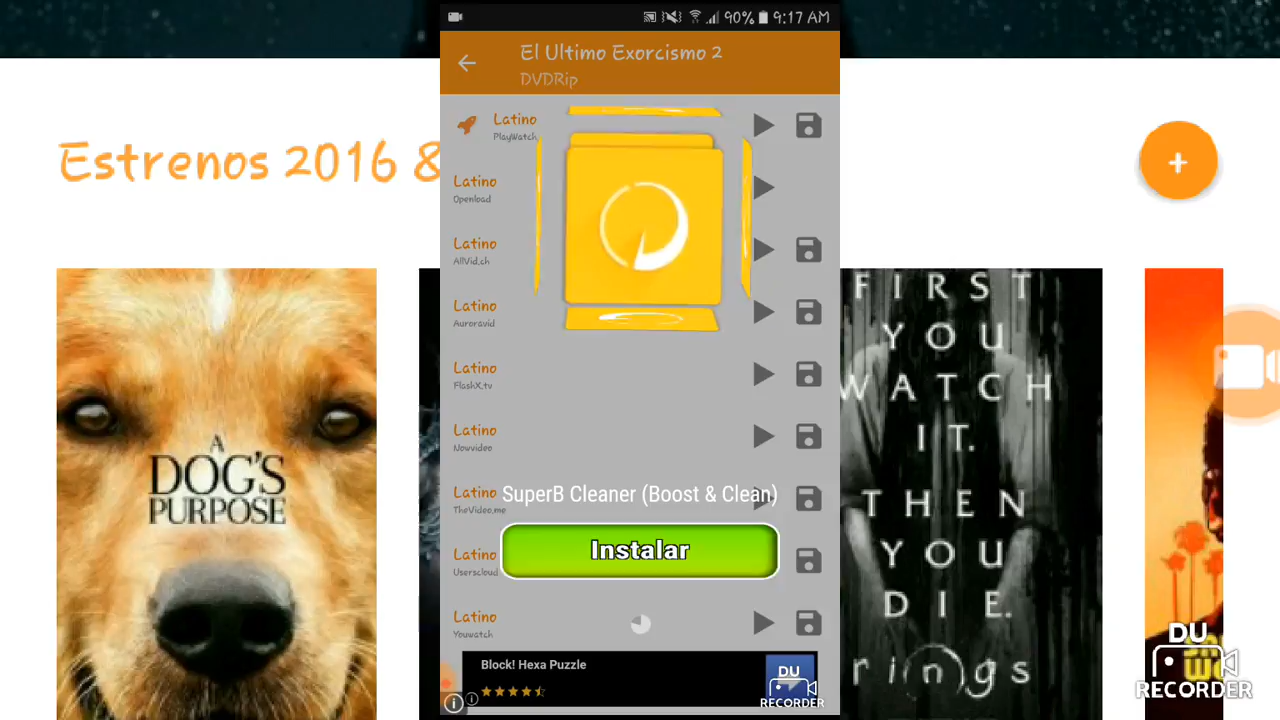 90% 9:17 AM
El Ultimo Exorcismo 2
DVDRip
Estrenos 2016 &
+
Latino
PlayWatch
Latino
Openload
Latino
AllVid.ch
Latino
Auroravid
Latino
FlashX.tv
Latino
Nowvideo
Latino
TheVideo.me
SuperB Cleaner (Boost & Clean)
Instalar
Latino
Userscloud
Latino
Youwatch
Block! Hexa Puzzle
DU
RECORDER
A
DOG'S
PURPOSE
FIRST
YOU
WATCH
IT.
THEN
YOU
DIE.
rings
DU
RECORDER